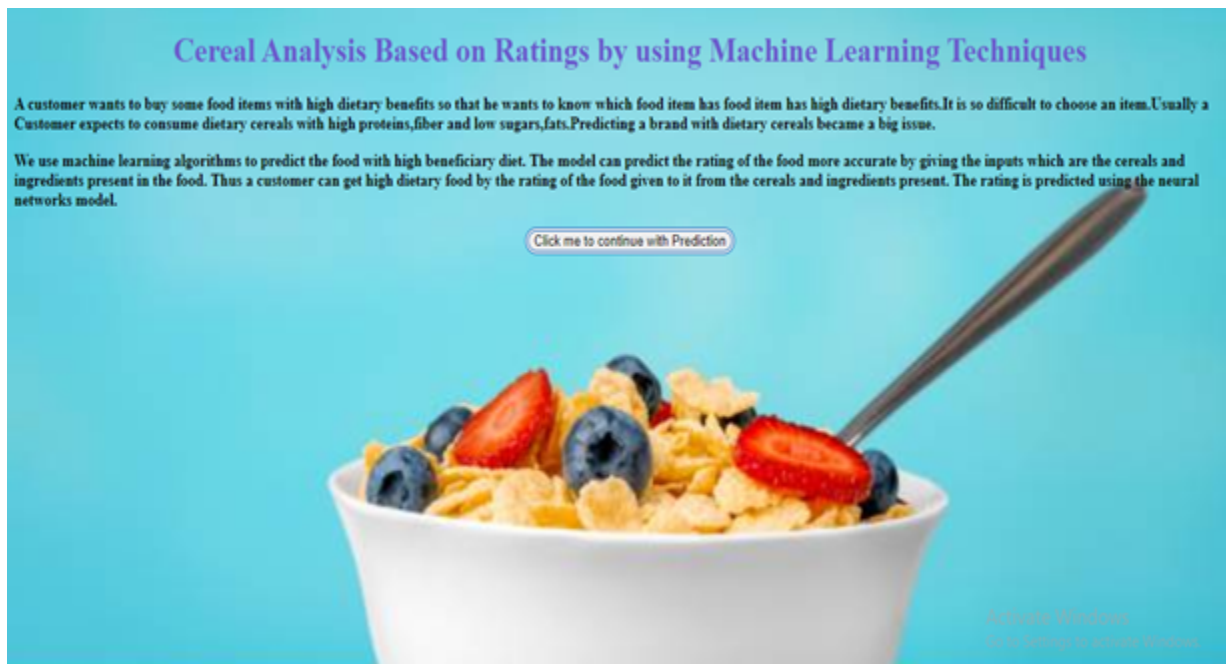 Cereal Analysis Based on Ratings by using Machine Learning Techniques
A customer wants to buy some food items with high dietary benefits so that he wants to know which food item has food item has high dietary benefits.It is so difficult to choose an item.Usually a
Customer expects to consume dietary cereals with high proteins,fiber and low sugars,fats.Predicting a brand with dietary cereals became a big issue.
We use machine learning algorithms to predict the food with high beneficiary diet. The model can predict the rating of the food more accurate by giving the inputs which are the cereals and
ingredients present in the food. Thus a customer can get high dietary food by the rating of the food given to it from the cereals and ingredients present. The rating is predicted using the neural
networks model.
Click me to continue with Prediction
Activate Windows
Go to Settings to activate Windows.